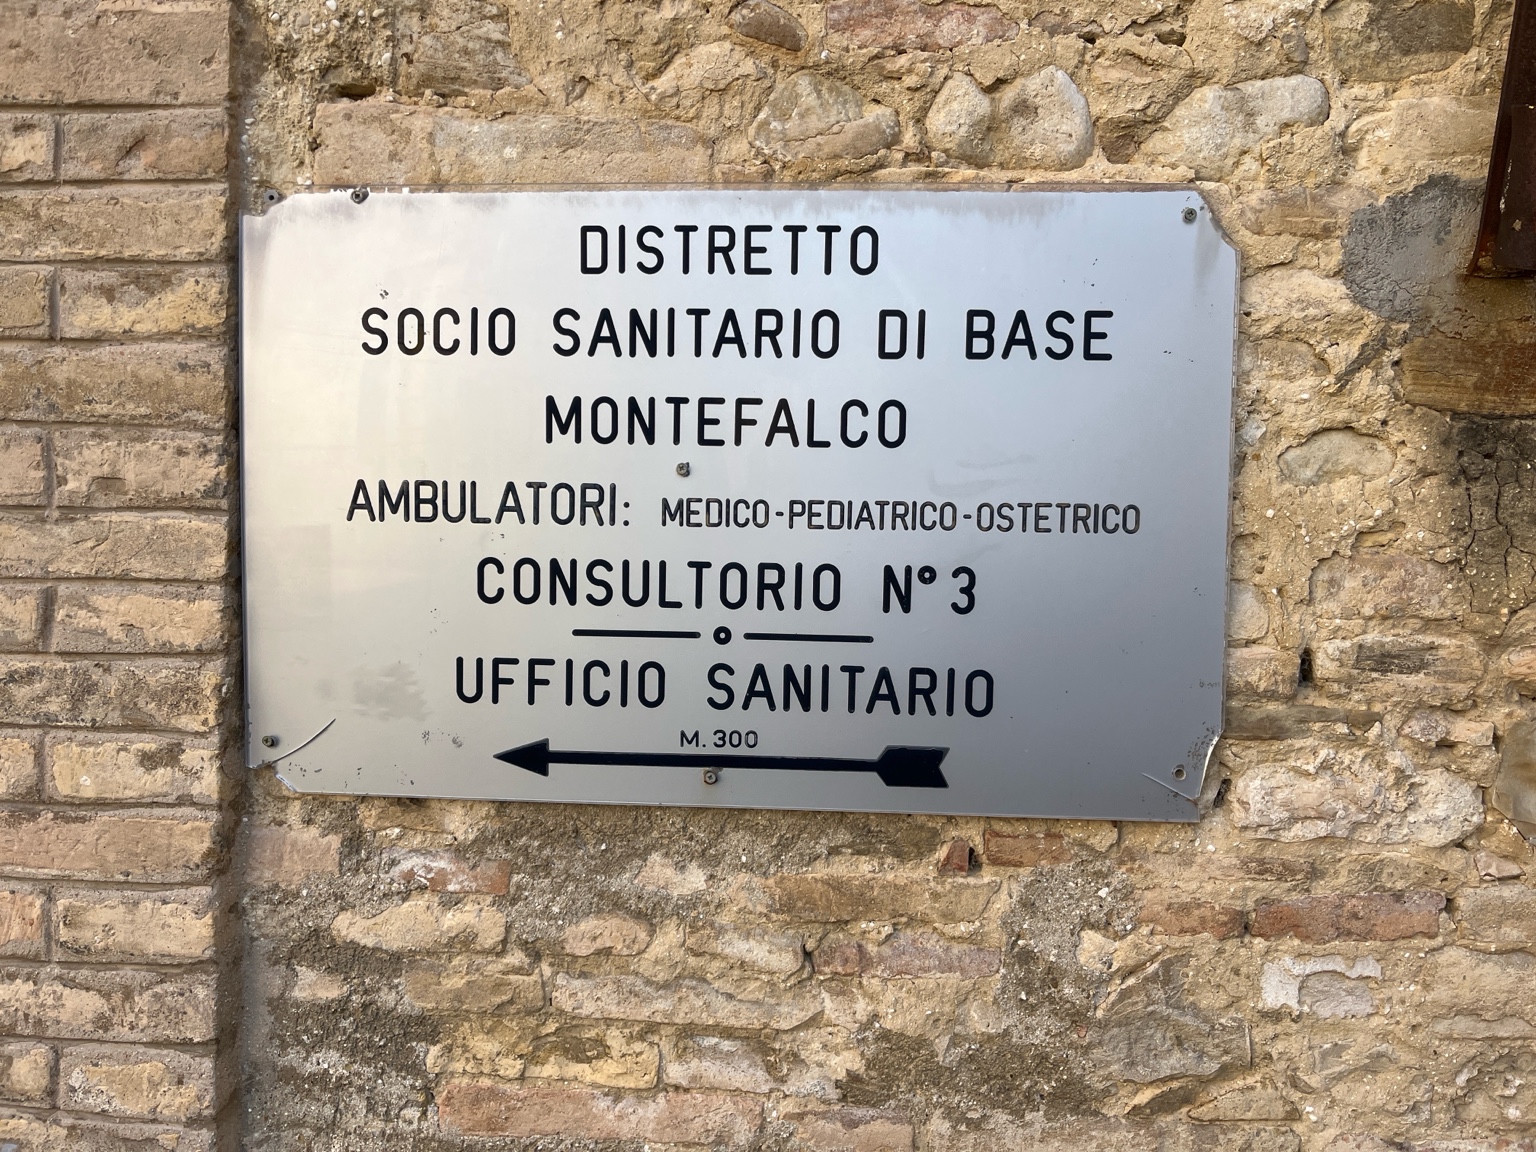 DISTRETTO
SOCIO SANITARIO DI BASE
MONTEFALCO
AMBULATORI: MEDICO-PEDIATRICO-OSTETRICO
CONSULTORIO N° 3
UFFICIO SANITARIO
M. 300